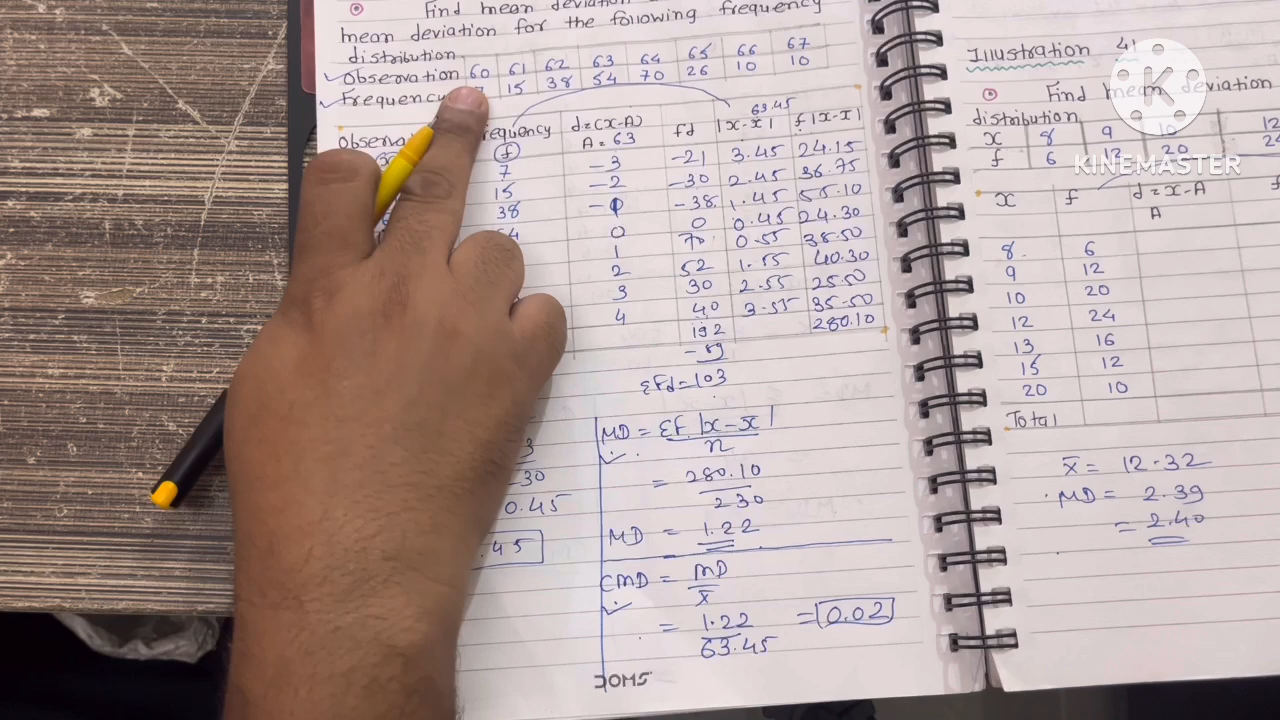 Find mean deviation
mean deviation for the following frequency
distribution
Observation 60 61 62 63 64 65 66 67
Frequency 15 38 54 70 26 10 10
63.45
d=(x-A) fd |x-x̄| f|x-x̄|
A=63
(f)
7 -3 -21 3.45 24.15
15 -2 -30 2.45 36.75
38 -1 -38 1.45 55.10
0 0 0.45 24.30
1 70 0.55 38.50
2 52 1.55 40.30
3 30 2.55 25.50
4 40 3.55 35.50
192 280.10
-89
ΣFd=103
3
30
0.45
.45
MD = ΣF.|x-x̄|
n
= 280.10
230
MD = 1.22
CMD = MD
x̄
= 1.22 = 0.02
63.45
JOMS
Illustration 41
Find mean deviation
distribution
x 8 9 10 12
f 6 12 20
KINEMASTER
x f d=x-A
A
8 6
9 12
10 20
12 24
13 16
15 12
20 10
Total
x̄ = 12.32
MD = 2.39
= 2.40